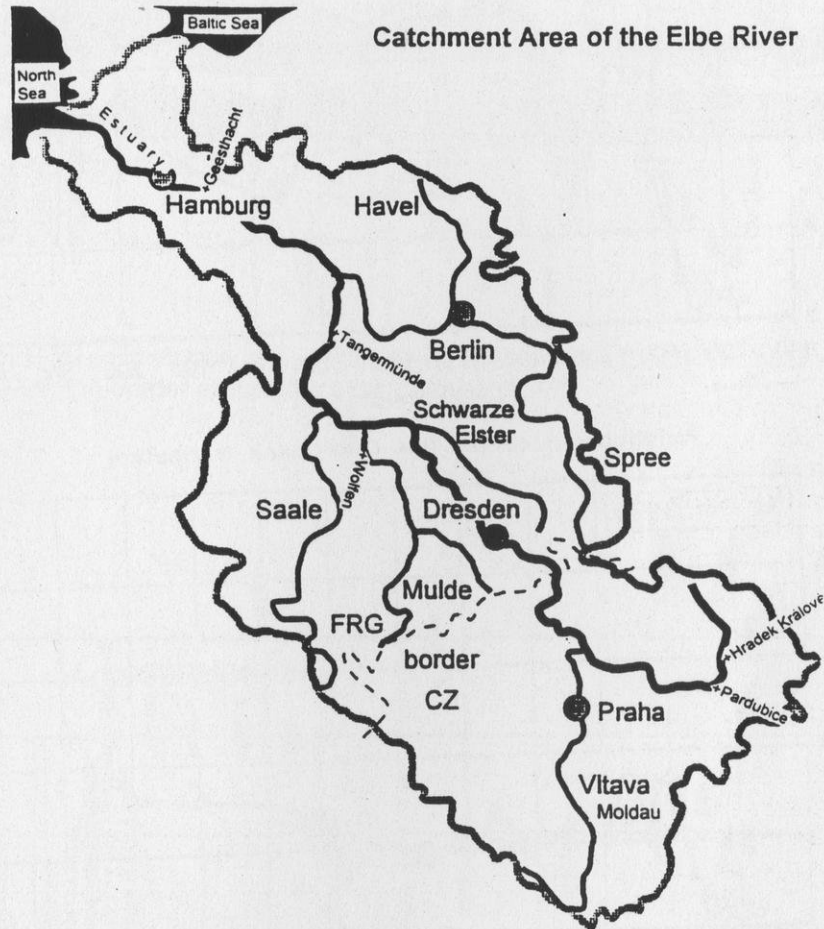 Baltic Sea
Catchment Area of the Elbe River
North
Sea
Estuary
+Geesthacht
Hamburg
Havel
Berlin
+Tangermünde
Schwarze
Elster
Spree
+Wolfen
Saale
Dresden
Mulde
FRG
border
CZ
+Hradek Králové
+Pardubice
Praha
Vltava
Moldau